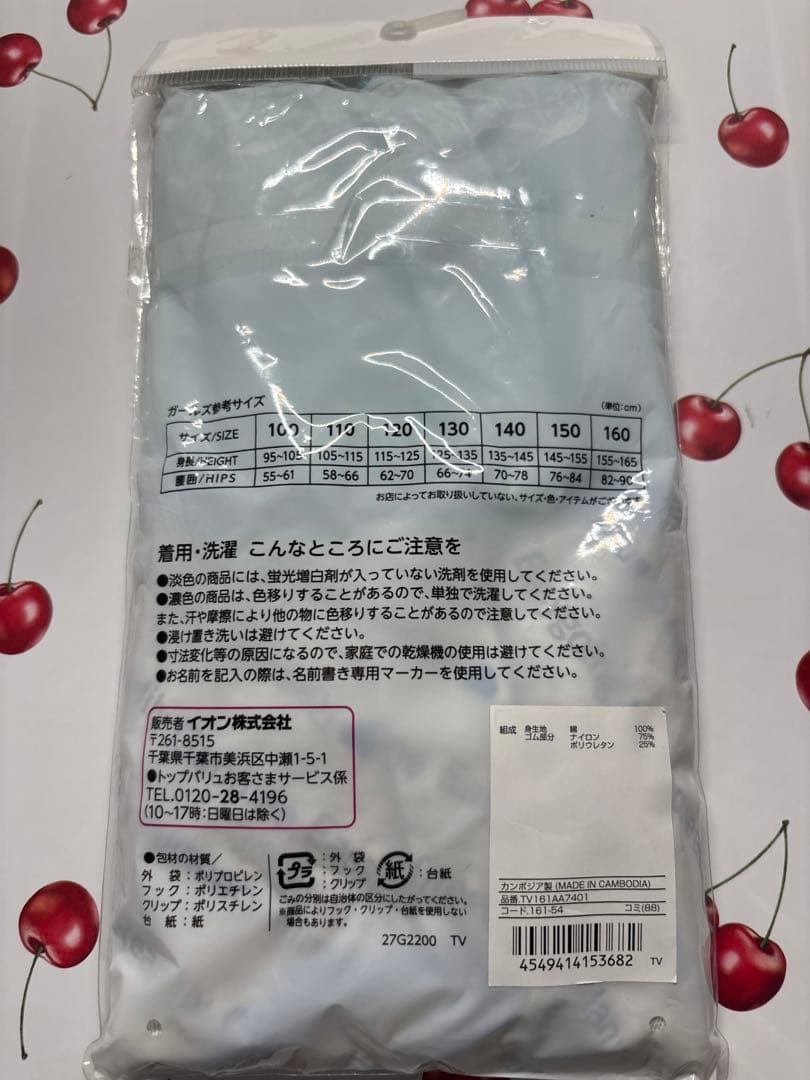 ガールズ参考サイズ (単位:cm)
サイズ/SIZE 100 110 120 130 140 150 160
身長/HEIGHT 95~105 105~115 115~125 125~135 135~145 145~155 155~165
腰囲/HIPS 55~61 58~66 62~70 66~74 70~78 76~84 82~90
お店によってお取り扱いしていない、サイズ・色・アイテムがございます
着用・洗濯 こんなところにご注意を
●淡色の商品には、蛍光増白剤が入っていない洗剤を使用してください。
●濃色の商品は、色移りすることがあるので、単独で洗濯してください。
また、汗や摩擦により他の物に色移りすることがあるので注意してください。
●浸け置き洗いは避けてください。
●寸法変化等の原因になるので、家庭での乾燥機の使用は避けてください。
●お名前を記入の際は、名前書き専用マーカーを使用してください。
販売者 イオン株式会社
〒261-8515
千葉県千葉市美浜区中瀬1-5-1
●トップバリュお客さまサービス係
TEL.0120-28-4196
(10~17時:日曜日は除く)
●包材の材質/
外袋:ポリプロピレン
フック:ポリエチレン
クリップ:ポリスチレン
台紙:紙
プラ :外袋
:フック
:クリップ
紙 :台紙
ごみの分別は自治体の区分にしたがってください。
※商品によりフック・クリップ・台紙を使用しない
場合もあります。
27G2200 TV
組成 身生地 綿 100%
ゴム部分 ナイロン 75%
ポリウレタン 25%
カンボジア製 (MADE IN CAMBODIA)
品番.TV161AA7401
コード.161-54 コミ(88)
4549414153682 TV